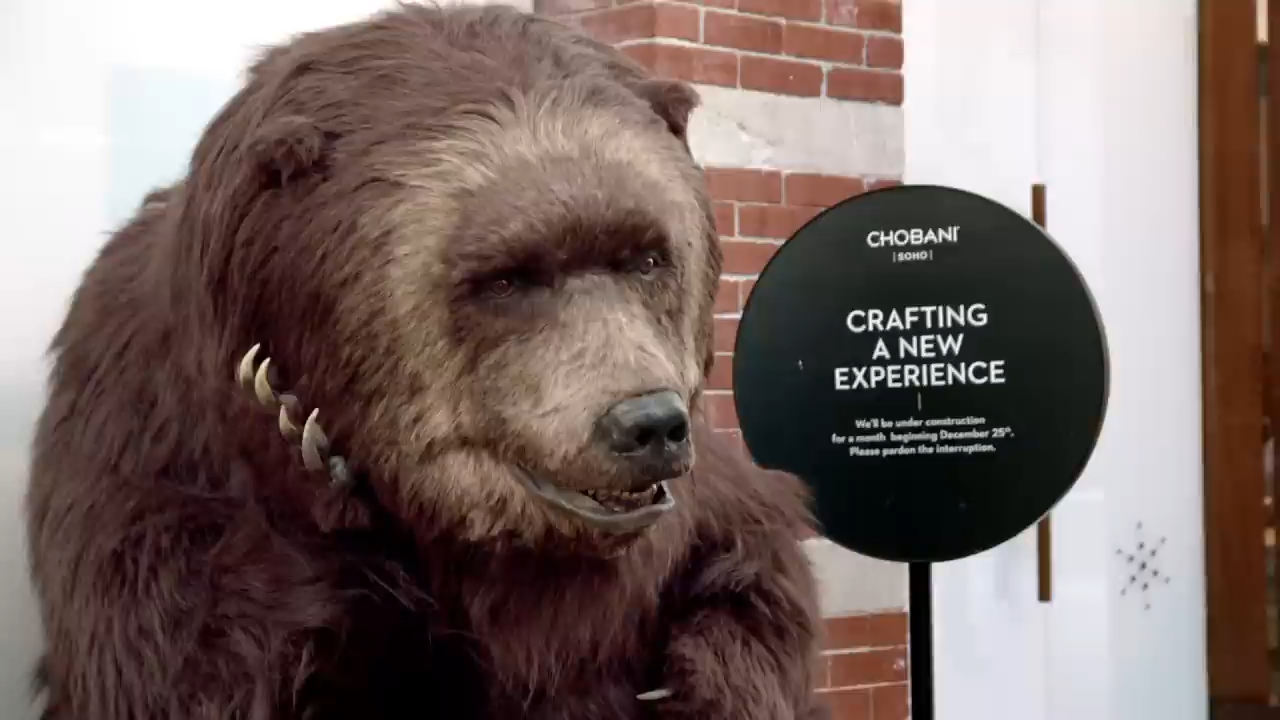 CHOBANI
| SOHO |
CRAFTING
A NEW
EXPERIENCE
We'll be under construction
for a month beginning December 25th.
Please pardon the interruption.